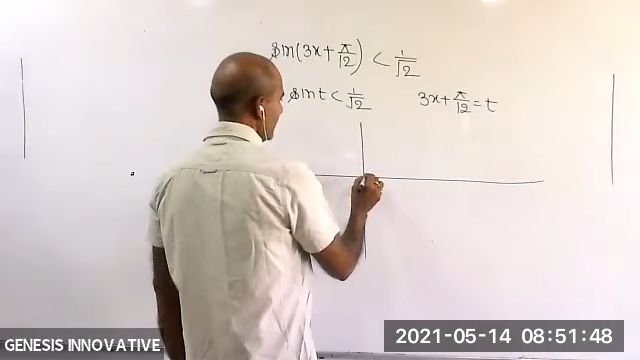 sin(3x + π/12) < 1/√2
sin t < 1/√2 3x + π/12 = t
GENESIS INNOVATIVE
2021-05-14 08:51:48